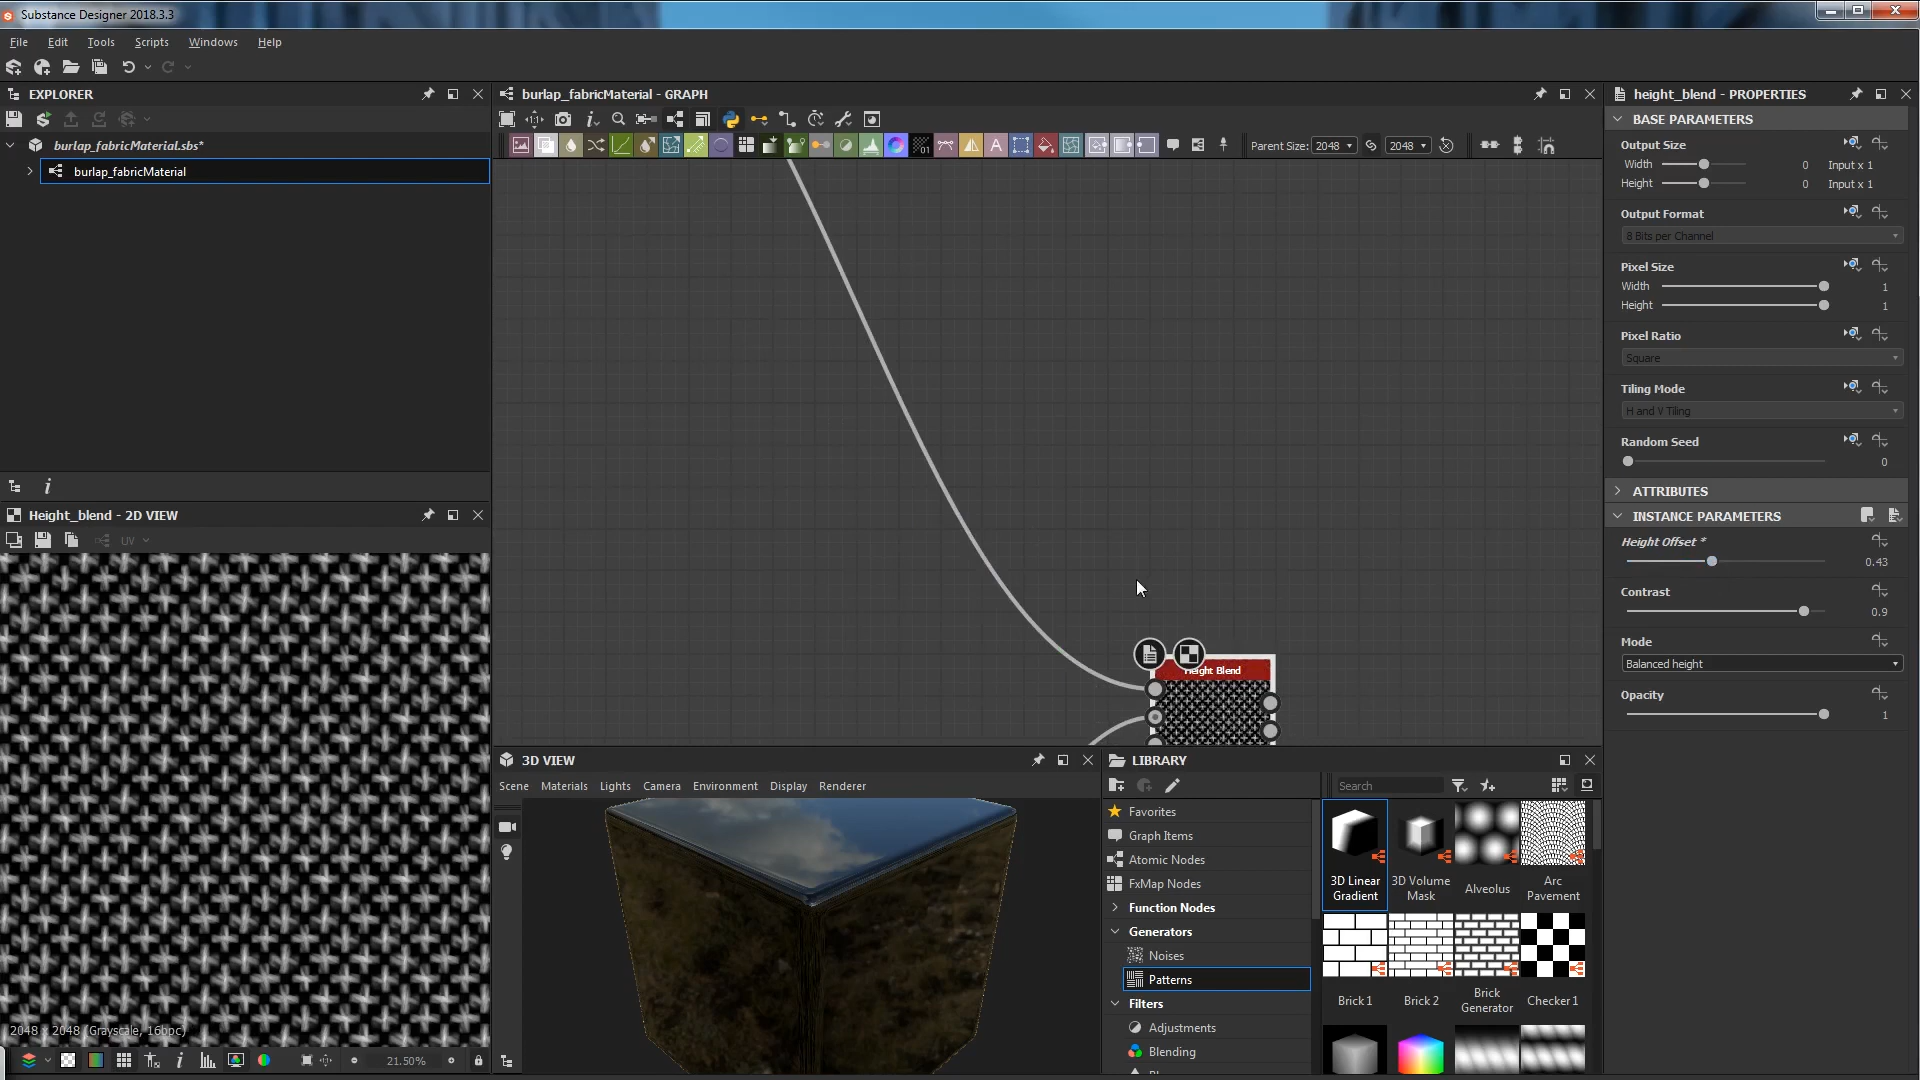 Substance Designer 2018.3.3
File Edit Tools Scripts Windows Help
EXPLORER
burlap_fabricMaterial.sbs*
burlap_fabricMaterial
Height_blend - 2D VIEW
UV
2048 x 2048 (Grayscale, 16bpc)
21.50%
burlap_fabricMaterial - GRAPH
Parent Size: 2048 2048
Height Blend
3D VIEW
Scene Materials Lights Camera Environment Display Renderer
LIBRARY
Search
Favorites
Graph Items
Atomic Nodes
FxMap Nodes
Function Nodes
Generators
Noises
Patterns
Filters
Adjustments
Blending
3D Linear Gradient
3D Volume Mask
Alveolus
Arc Pavement
Brick 1
Brick 2
Brick Generator
Checker 1
height_blend - PROPERTIES
BASE PARAMETERS
Output Size
Width 0 Input x 1
Height 0 Input x 1
Output Format
8 Bits per Channel
Pixel Size
Width 1
Height 1
Pixel Ratio
Square
Tiling Mode
H and V Tiling
Random Seed
0
ATTRIBUTES
INSTANCE PARAMETERS
Height Offset *
0.43
Contrast
0.9
Mode
Balanced height
Opacity
1